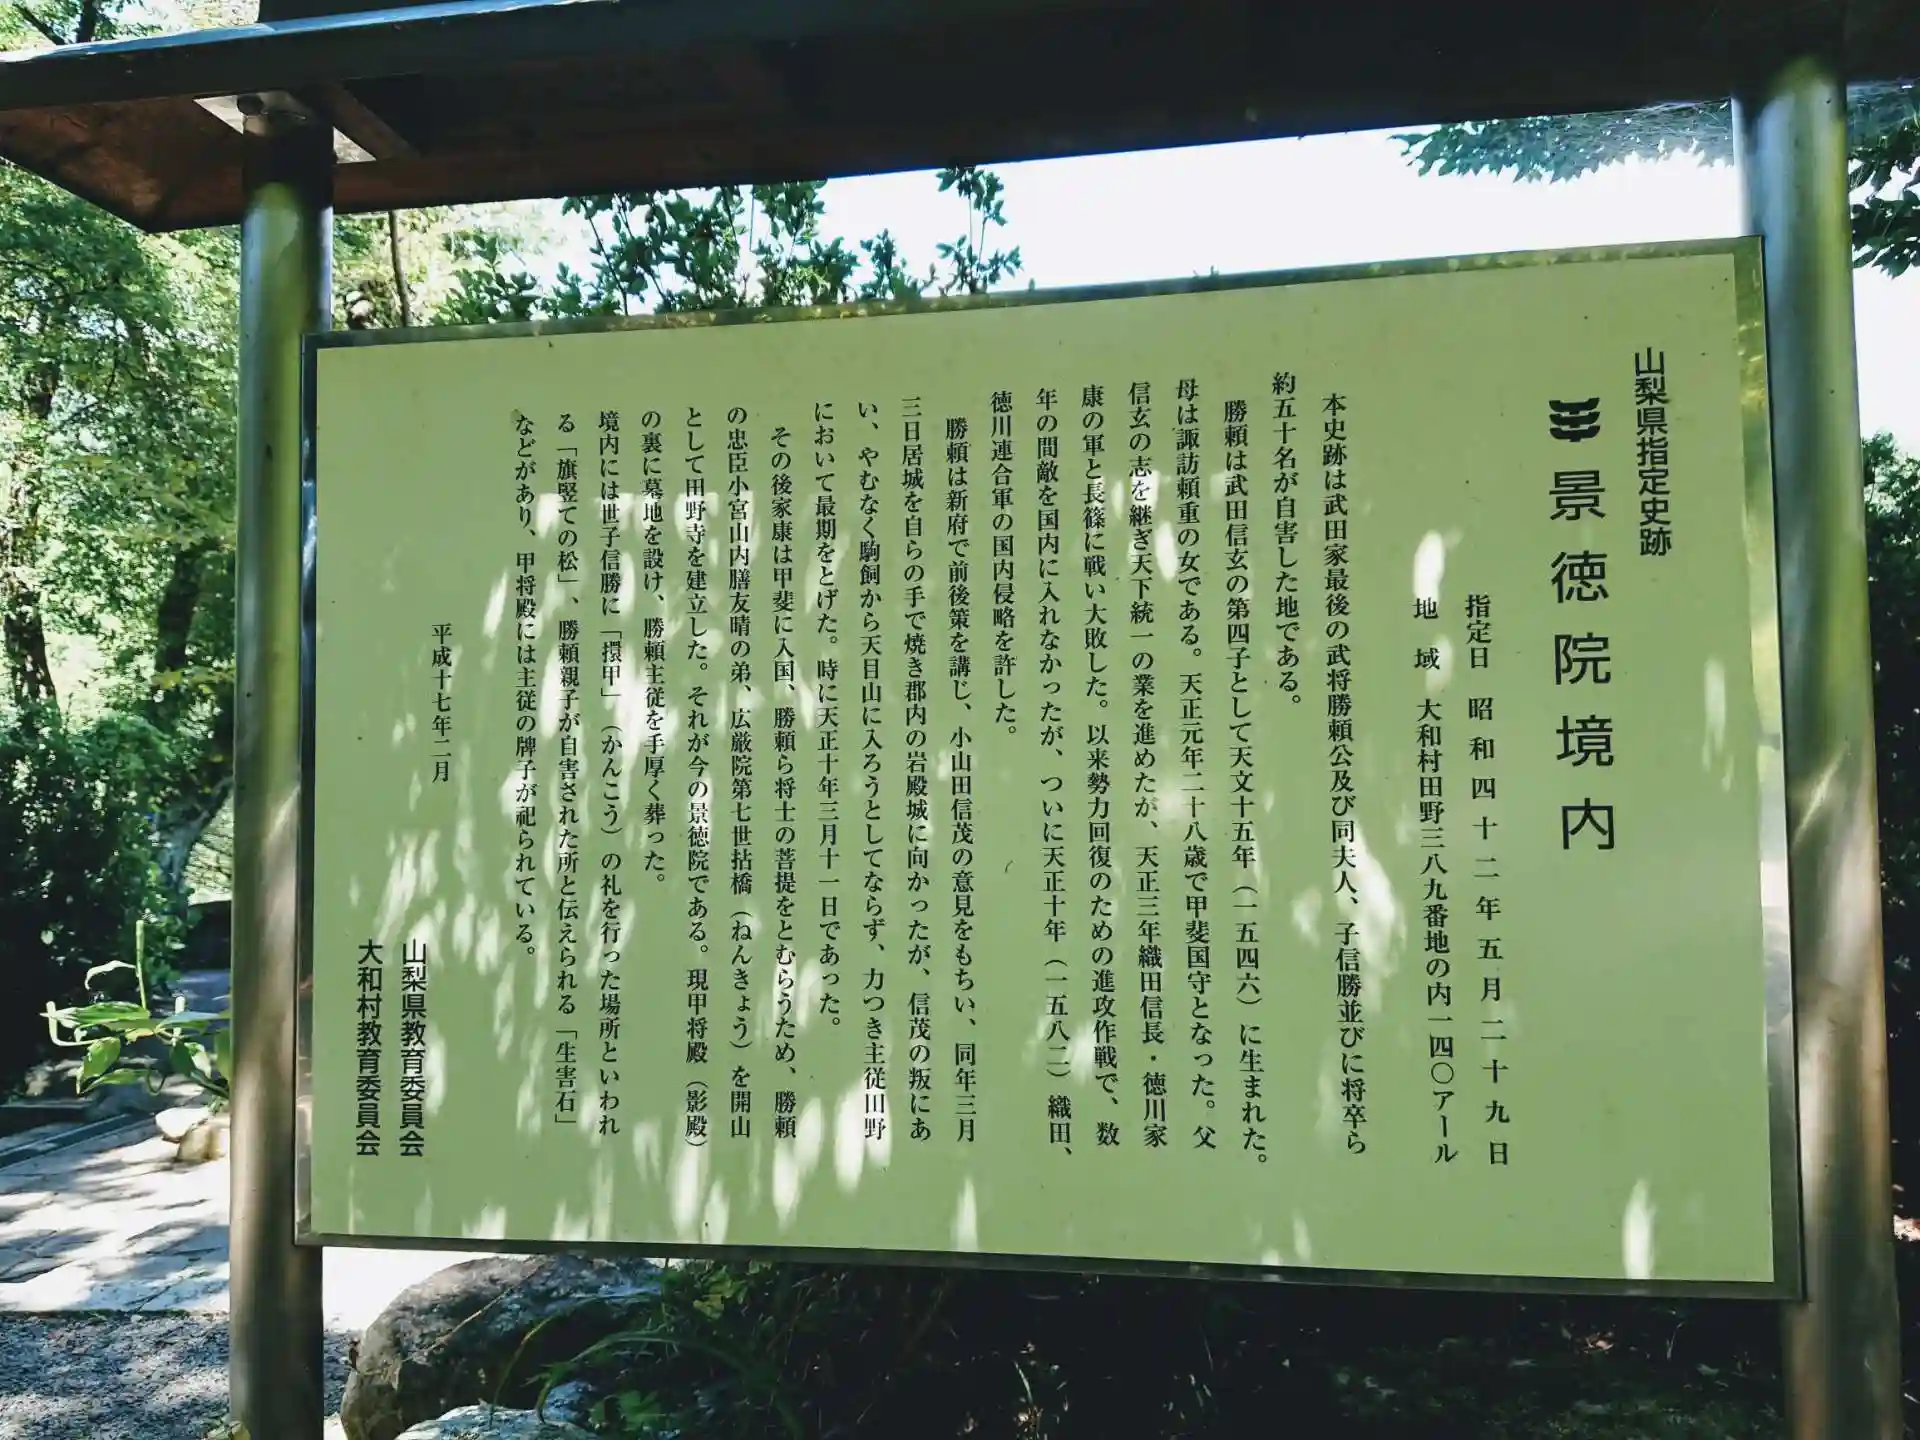 山梨県指定史跡
景徳院境内
指定日 昭和四十二年五月二十九日
地 域 大和村田野三八九番地の内一四〇アール
本史跡は武田家最後の武将勝頼公及び同夫人、子信勝並びに将卒ら
約五十名が自害した地である。
勝頼は武田信玄の第四子として天文十五年（一五四六）に生まれた。
母は諏訪頼重の女である。天正元年二十八歳で甲斐国守となった。父
信玄の志を継ぎ天下統一の業を進めたが、天正三年織田信長・徳川家
康の軍と長篠に戦い大敗した。以来勢力回復のための進攻作戦で、数
年の間敵を国内に入れなかったが、ついに天正十年（一五八二）織田、
徳川連合軍の国内侵略を許した。
勝頼は新府で前後策を講じ、小山田信茂の意見をもちい、同年三月
三日居城を自らの手で焼き郡内の岩殿城に向かったが、信茂の叛にあ
い、やむなく駒飼から天目山に入ろうとしてならず、力つき主従田野
において最期をとげた。時に天正十年三月十一日であった。
その後家康は甲斐に入国、勝頼ら将士の菩提をとむらうため、勝頼
の忠臣小宮山内膳友晴の弟、広厳院第七世拈橋（ねんきょう）を開山
として田野寺を建立した。それが今の景徳院である。現甲将殿（影殿）
の裏に墓地を設け、勝頼主従を手厚く葬った。
境内には世子信勝に「擐甲」（かんこう）の礼を行った場所といわれ
る「旗竪ての松」、勝頼親子が自害された所と伝えられる「生害石」
などがあり、甲将殿には主従の牌子が祀られている。
平成十七年二月
山梨県教育委員会
大和村教育委員会